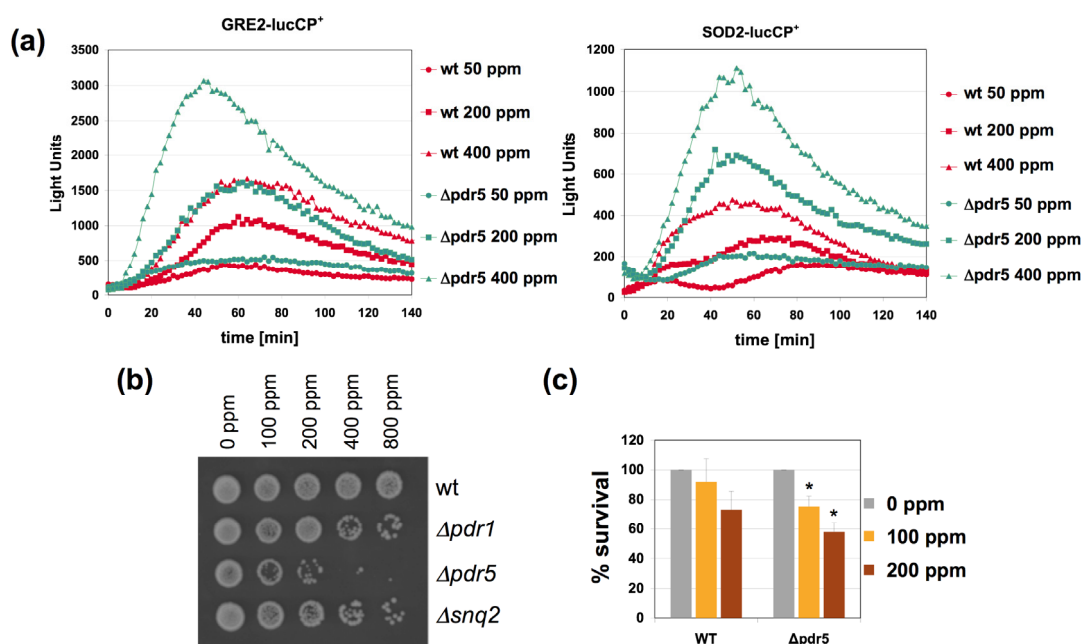 (a)
GRE2-lucCP⁺
Light Units
3500
3000
2500
2000
1500
1000
500
0
0 20 40 60 80 100 120 140
time [min]
wt 50 ppm
wt 200 ppm
wt 400 ppm
Δpdr5 50 ppm
Δpdr5 200 ppm
Δpdr5 400 ppm
SOD2-lucCP⁺
Light Units
1200
1000
800
600
400
200
0
0 20 40 60 80 100 120 140
time [min]
wt 50 ppm
wt 200 ppm
wt 400 ppm
Δpdr5 50 ppm
Δpdr5 200 ppm
Δpdr5 400 ppm
(b)
0 ppm
100 ppm
200 ppm
400 ppm
800 ppm
wt
Δpdr1
Δpdr5
Δsnq2
(c)
% survival
120
100
80
60
40
20
0
* *
WT Δpdr5
0 ppm
100 ppm
200 ppm